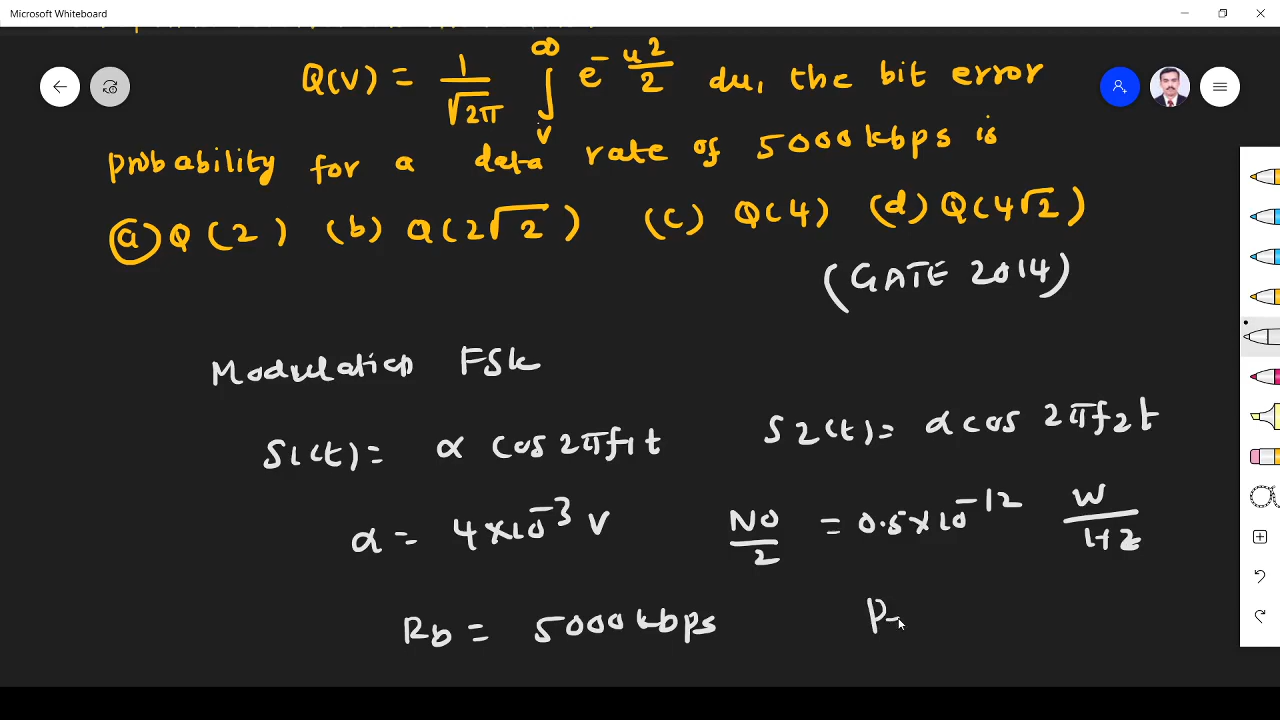 Microsoft Whiteboard
Q(V) = 1/√2π ∫_v^∞ e^-u²/2 du, the bit error
probability for a data rate of 5000 kbps is
(a) Q(2) (b) Q(2√2) (c) Q(4) (d) Q(4√2)
(GATE 2014)
Modulation FSK
S1(t) = α cos 2πf1t S2(t) = α cos 2πf2t
α = 4×10^-3 V N0/2 = 0.5×10^-12 W/Hz
Rb = 5000 kbps